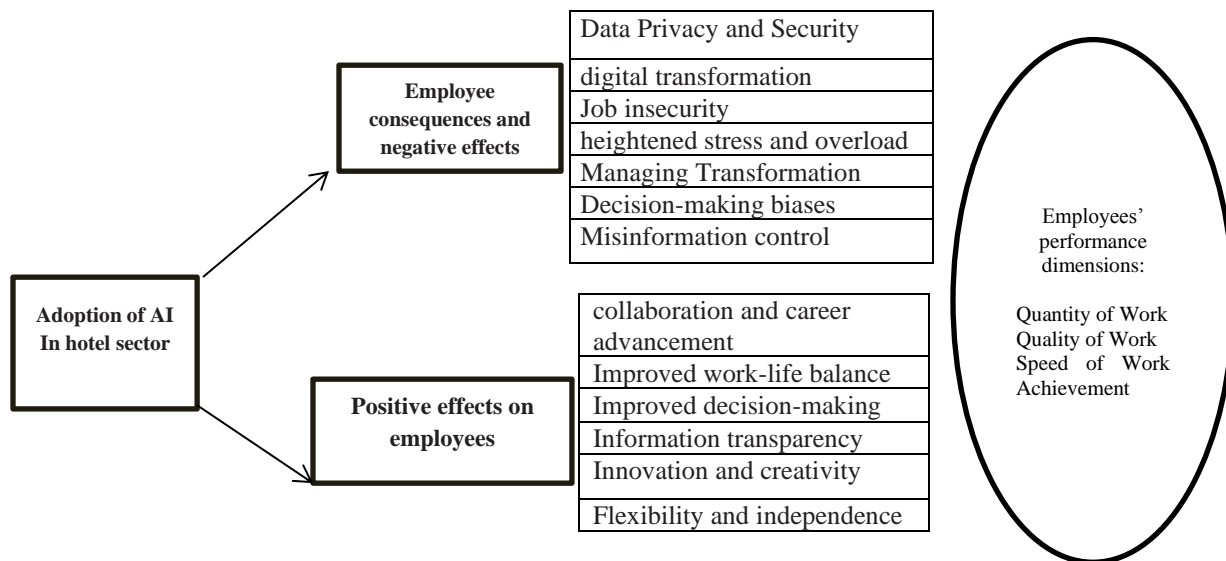 Adoption of AI
In hotel sector
Employee
consequences and
negative effects
Data Privacy and Security
digital transformation
Job insecurity
heightened stress and overload
Managing Transformation
Decision-making biases
Misinformation control
Positive effects on
employees
collaboration and career
advancement
Improved work-life balance
Improved decision-making
Information transparency
Innovation and creativity
Flexibility and independence
Employees’
performance
dimensions:
Quantity of Work
Quality of Work
Speed of Work
Achievement